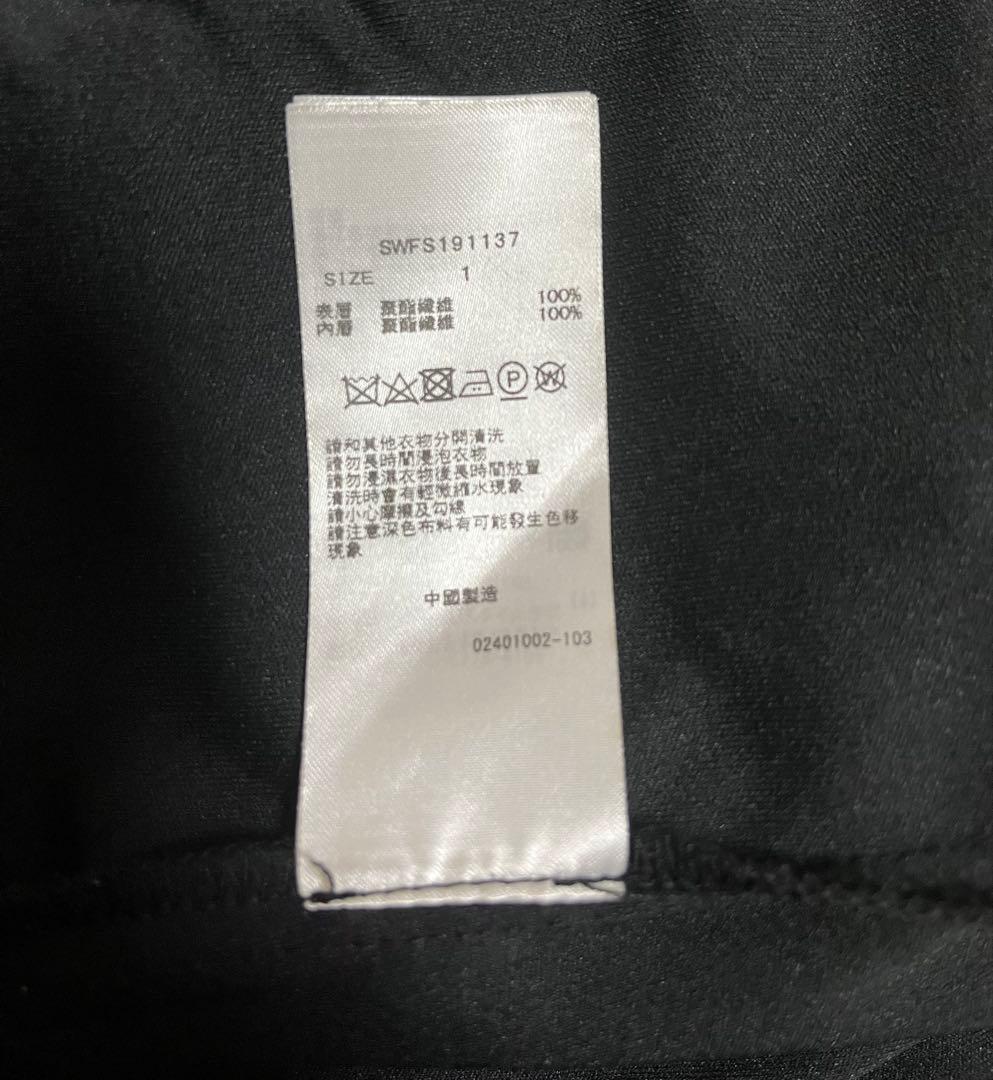 SWFS191137
SIZE 1
表層 聚酯纖維 100%
內層 聚酯纖維 100%
P W
請和其他衣物分開清洗
請勿長時間浸泡衣物
請勿浸濕衣物後長時間放置
清洗時會有輕微縮水現象
請小心摩擦及勾線
請注意深色布料有可能發生色移
現象
中國製造
02401002-103